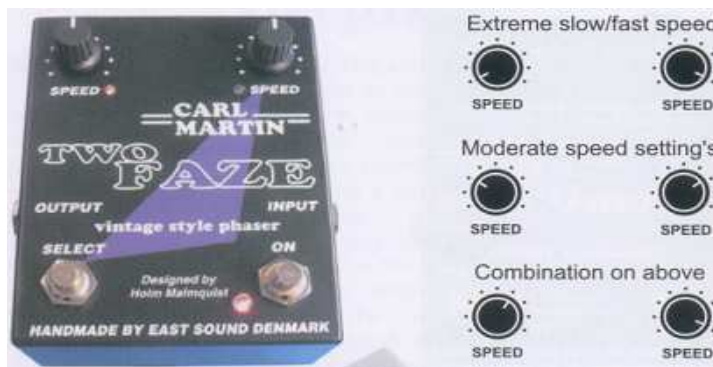 SPEED
SPEED
CARL
MARTIN
TWO
FAZE
OUTPUT
INPUT
vintage style phaser
SELECT
ON
Designed by
Holm Malmquist
HANDMADE BY EAST SOUND DENMARK
Extreme slow/fast speed
SPEED
SPEED
Moderate speed setting's
SPEED
SPEED
Combination on above
SPEED
SPEED